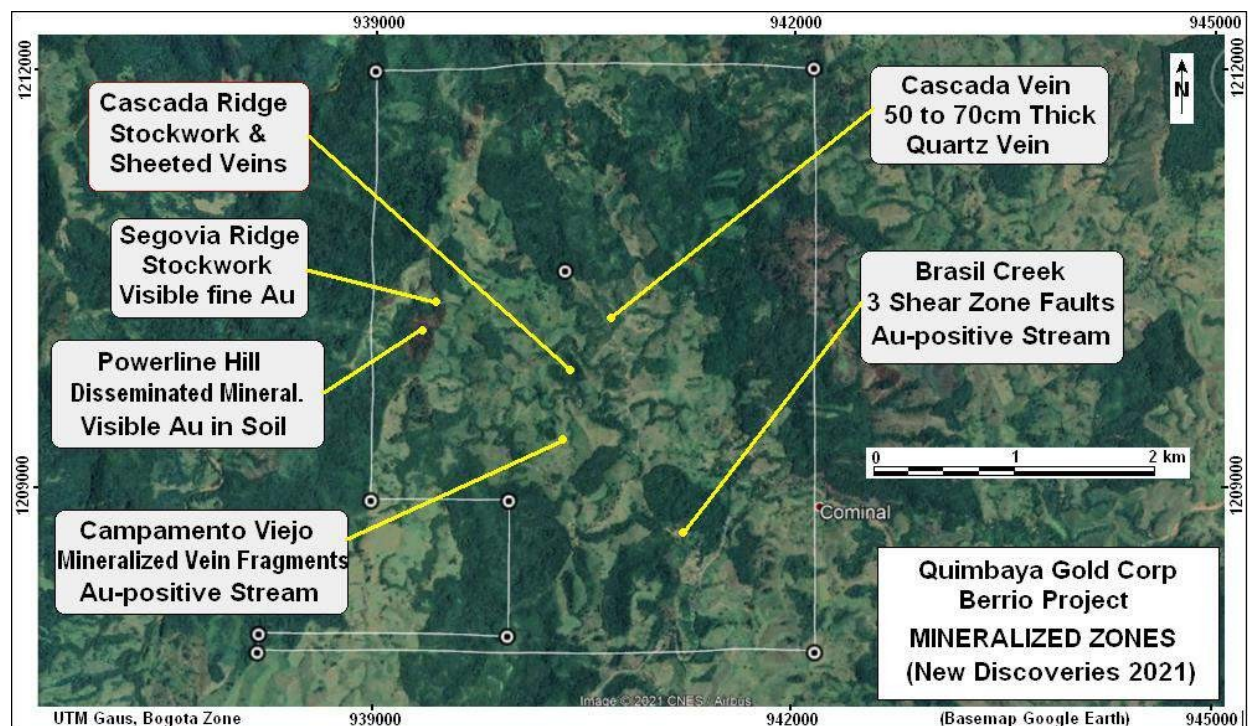 939000
942000
945000
1212000
1212000
N
Cascada Ridge
Stockwork &
Sheeted Veins
Cascada Vein
50 to 70cm Thick
Quartz Vein
Segovia Ridge
Stockwork
Visible fine Au
Brasil Creek
3 Shear Zone Faults
Au-positive Stream
Powerline Hill
Disseminated Mineral.
Visible Au in Soil
0 1 2 km
1209000
1209000
Cominal
Campamento Viejo
Mineralized Vein Fragments
Au-positive Stream
Quimbaya Gold Corp
Berrio Project
MINERALIZED ZONES
(New Discoveries 2021)
Image © 2021 CNES / Airbus
UTM Gaus, Bogota Zone
939000
942000
(Basemap Google Earth)
945000